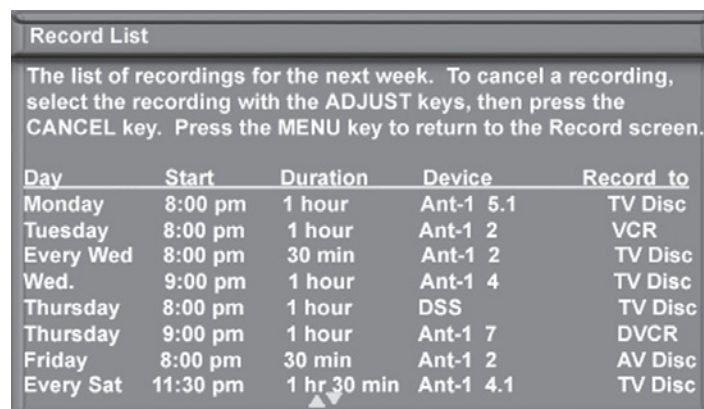 Record List
The list of recordings for the next week. To cancel a recording,
select the recording with the ADJUST keys, then press the
CANCEL key. Press the MENU key to return to the Record screen.
Day Start Duration Device Record to
Monday 8:00 pm 1 hour Ant-1 5.1 TV Disc
Tuesday 8:00 pm 1 hour Ant-1 2 VCR
Every Wed 8:00 pm 30 min Ant-1 2 TV Disc
Wed. 9:00 pm 1 hour Ant-1 4 TV Disc
Thursday 8:00 pm 1 hour DSS TV Disc
Thursday 9:00 pm 1 hour Ant-1 7 DVCR
Friday 8:00 pm 30 min Ant-1 2 AV Disc
Every Sat 11:30 pm 1 hr 30 min Ant-1 4.1 TV Disc